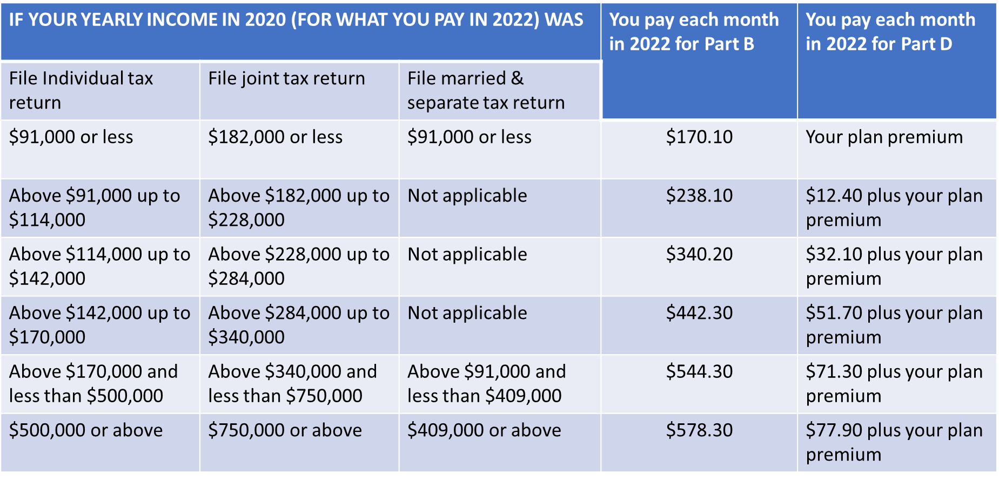 IF YOUR YEARLY INCOME IN 2020 (FOR WHAT YOU PAY IN 2022) WAS
You pay each month
in 2022 for Part B
You pay each month
in 2022 for Part D
File Individual tax
return
File joint tax return
File married &
separate tax return
$91,000 or less
$182,000 or less
$91,000 or less
$170.10
Your plan premium
Above $91,000 up to
$114,000
Above $182,000 up to
$228,000
Not applicable
$238.10
$12.40 plus your plan
premium
Above $114,000 up to
$142,000
Above $228,000 up to
$284,000
Not applicable
$340.20
$32.10 plus your plan
premium
Above $142,000 up to
$170,000
Above $284,000 up to
$340,000
Not applicable
$442.30
$51.70 plus your plan
premium
Above $170,000 and
less than $500,000
Above $340,000 and
less than $750,000
Above $91,000 and
less than $409,000
$544.30
$71.30 plus your plan
premium
$500,000 or above
$750,000 or above
$409,000 or above
$578.30
$77.90 plus your plan
premium